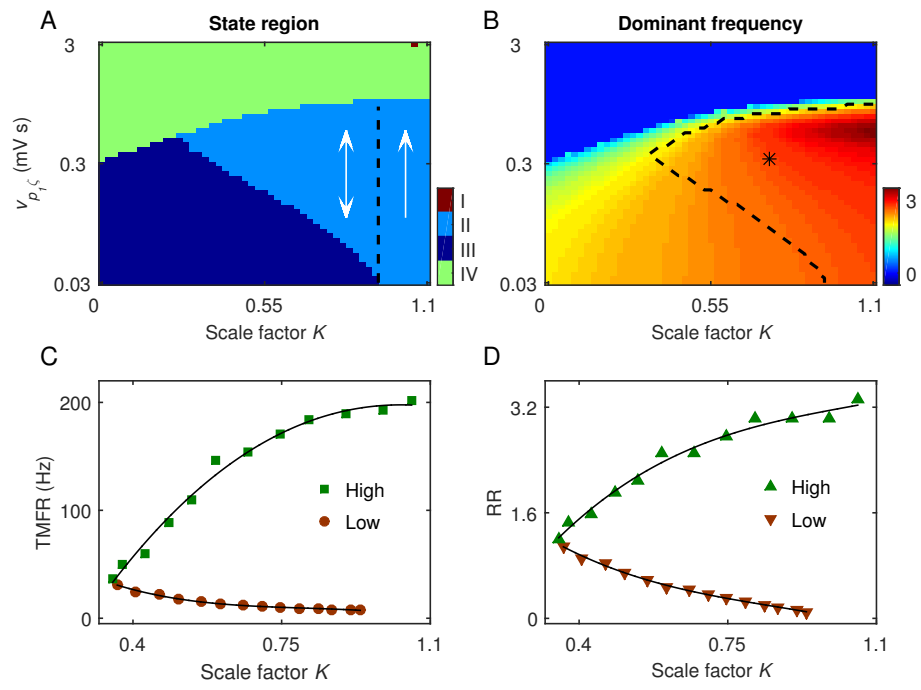 A
State region
B
Dominant frequency
3
0.3
0.03
v_{p_1 ζ} (mV s)
0
0.55
1.1
Scale factor K
I
II
III
IV
3
0.3
0.03
0
0.55
1.1
Scale factor K
3
2
1
0
C
D
200
100
0
TMFR (Hz)
High
Low
0.4
0.75
1.1
Scale factor K
3.2
1.6
0
RR
High
Low
0.4
0.75
1.1
Scale factor K